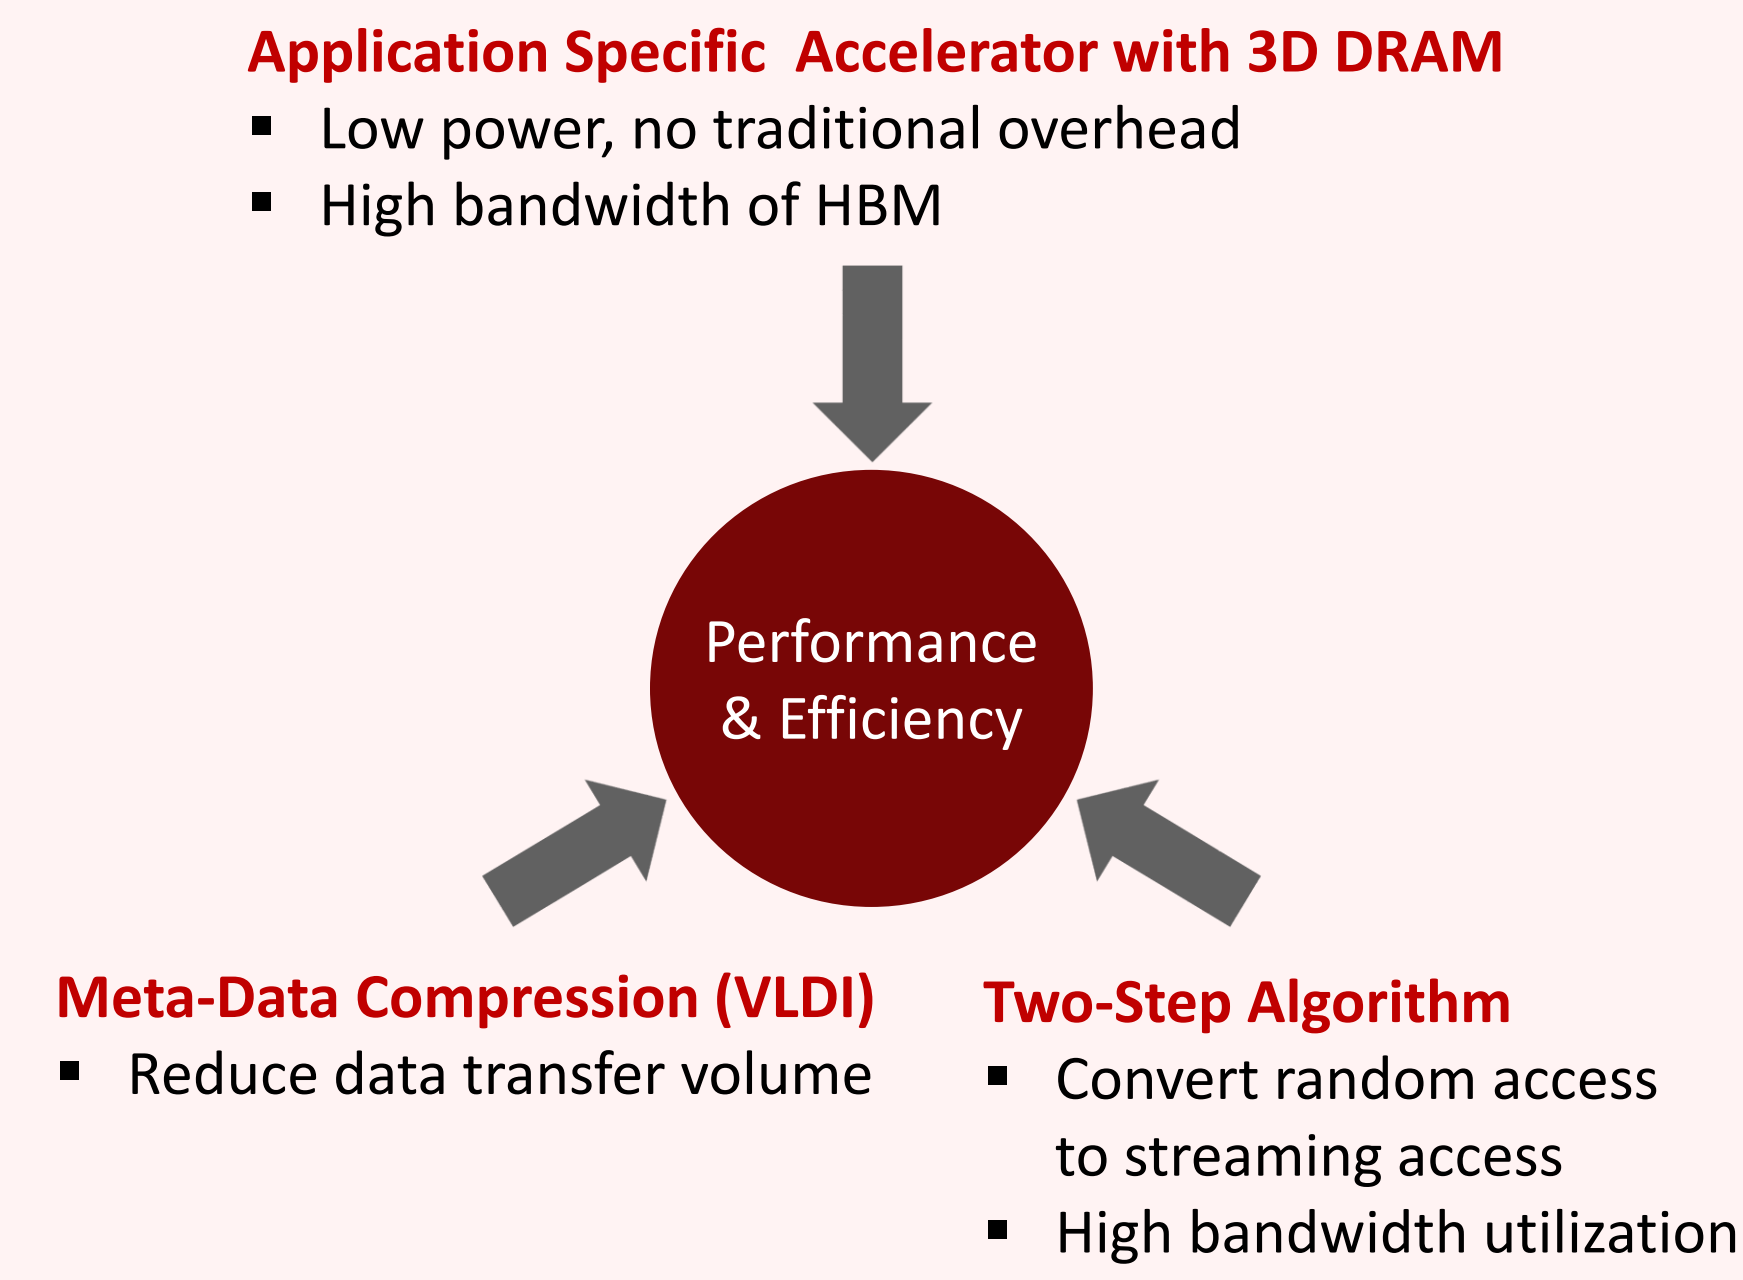 Application Specific  Accelerator with 3D DRAM
▪ Low power, no traditional overhead
▪ High bandwidth of HBM
Performance
& Efficiency
Meta-Data Compression (VLDI)
▪ Reduce data transfer volume
Two-Step Algorithm
▪ Convert random access
to streaming access
▪ High bandwidth utilization